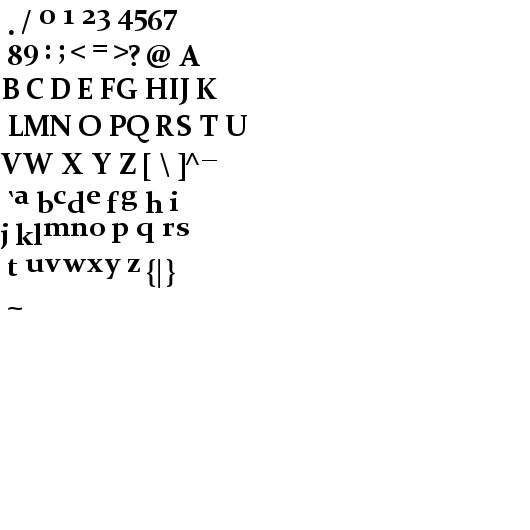 . / 0 1 23 4567
89 : ; < = >? @ A
B C D E FG HIJ K
LMN O PQ RS T U
VW X Y Z [ \ ]^ _
`a bcde fg h i
j klmno p q rs
t uvwxy z {|}
~